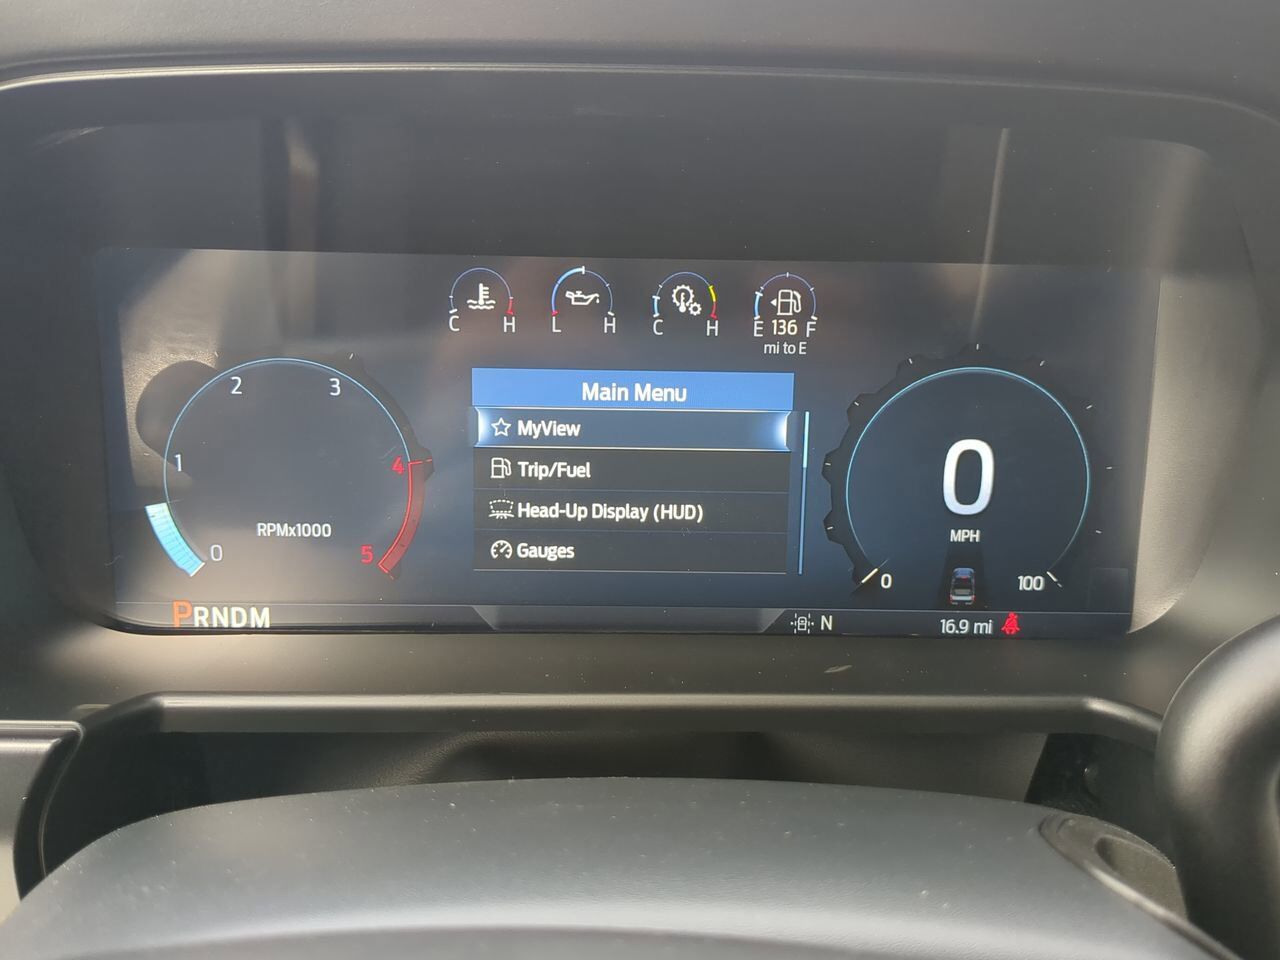 C H L H C H E 136 F
mi to E
Main Menu
MyView
Trip/Fuel
Head-Up Display (HUD)
Gauges
0 1 2 3 4 5
RPMx1000
0
MPH
0 100
PRNDM
N
16.9 mi